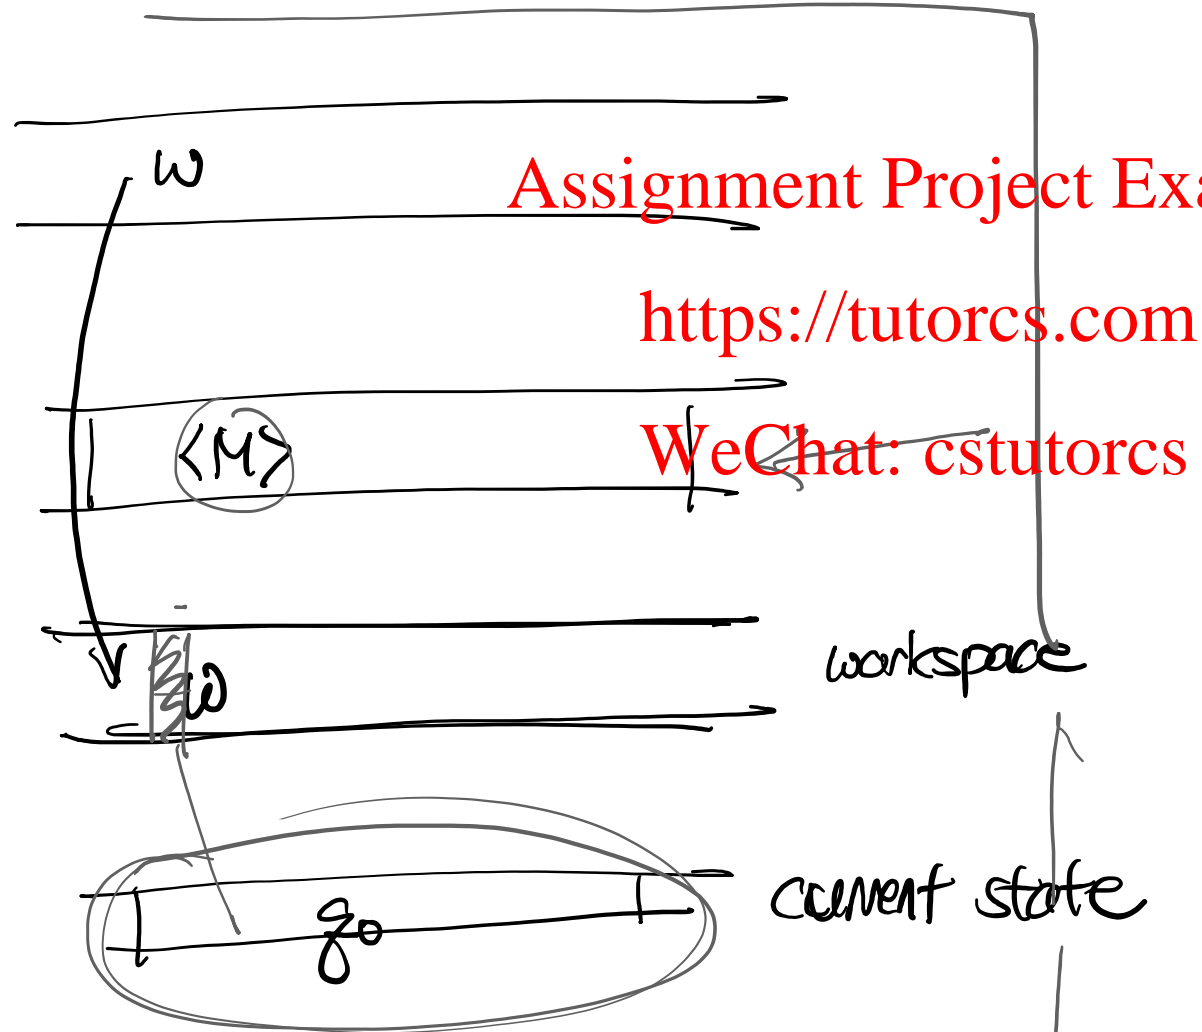 w
Assignment Project Exa
https://tutorcs.com
<M>
WeChat: cstutorcs
w
workspace
q0
current state